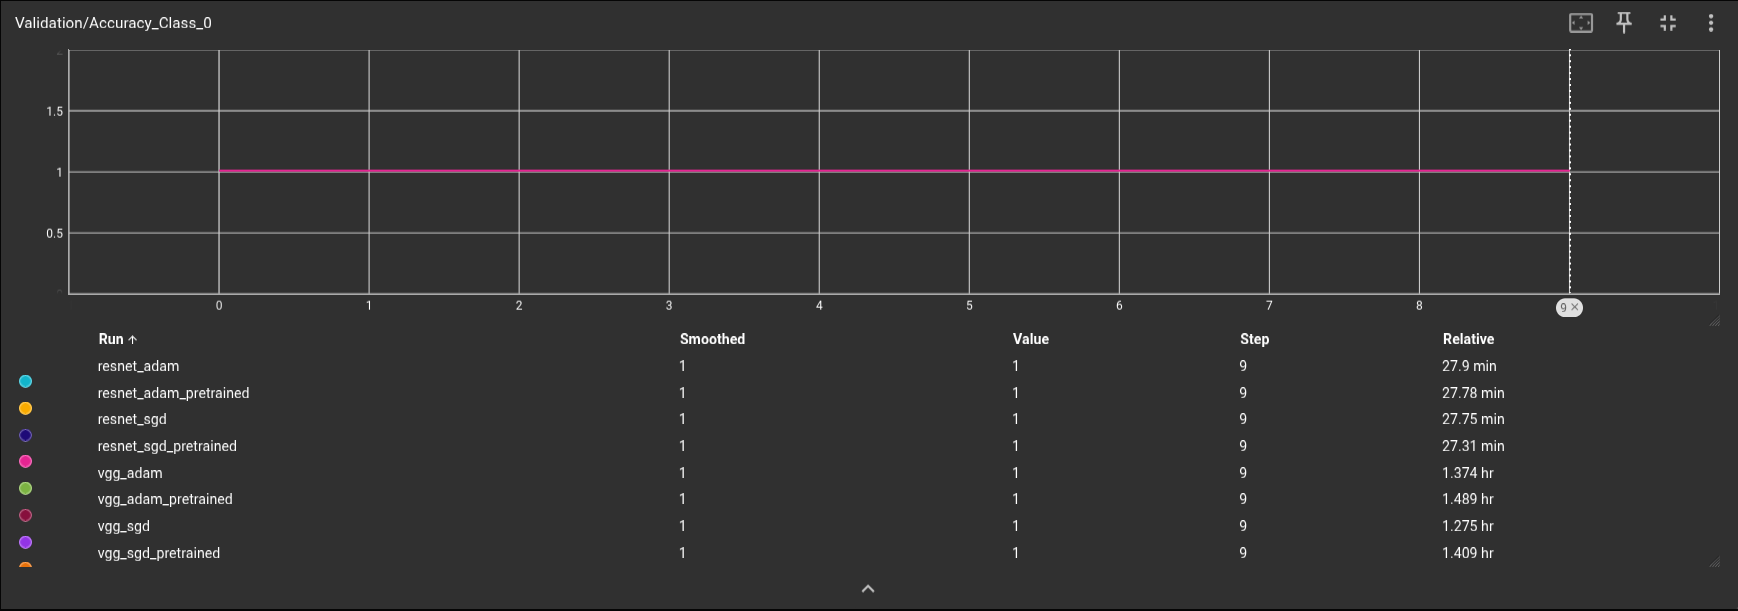 Validation/Accuracy_Class_0
1.5
1
0.5
0 1 2 3 4 5 6 7 8 9 ×
Run ↑ Smoothed Value Step Relative
resnet_adam 1 1 9 27.9 min
resnet_adam_pretrained 1 1 9 27.78 min
resnet_sgd 1 1 9 27.75 min
resnet_sgd_pretrained 1 1 9 27.31 min
vgg_adam 1 1 9 1.374 hr
vgg_adam_pretrained 1 1 9 1.489 hr
vgg_sgd 1 1 9 1.275 hr
vgg_sgd_pretrained 1 1 9 1.409 hr